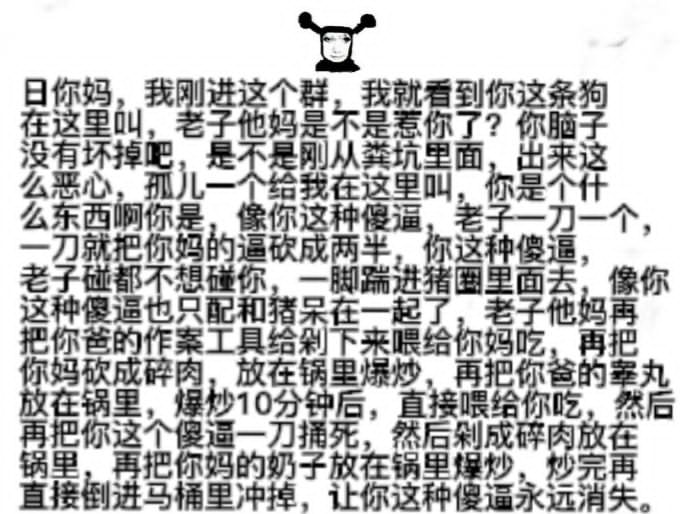 日你妈，我刚进这个群，我就看到你这条狗
在这里叫，老子他妈是不是惹你了？你脑子
没有坏掉吧，是不是刚从粪坑里面，出来这
么恶心，孤儿一个给我在这里叫，你是个什
么东西啊你是，像你这种傻逼，老子一刀一个，
一刀就把你妈的逼砍成两半，你这种傻逼，
老子碰都不想碰你，一脚踹进猪圈里面去，像你
这种傻逼也只配和猪呆在一起了，老子他妈再
把你爸的作案工具给剁下来喂给你妈吃，再把
你妈砍成碎肉，放在锅里爆炒，再把你爸的睾丸
放在锅里，爆炒10分钟后，直接喂给你吃，然后
再把你这个傻逼一刀捅死，然后剁成碎肉放在
锅里，再把你妈的奶子放在锅里爆炒，炒完再
直接倒进马桶里冲掉，让你这种傻逼永远消失。